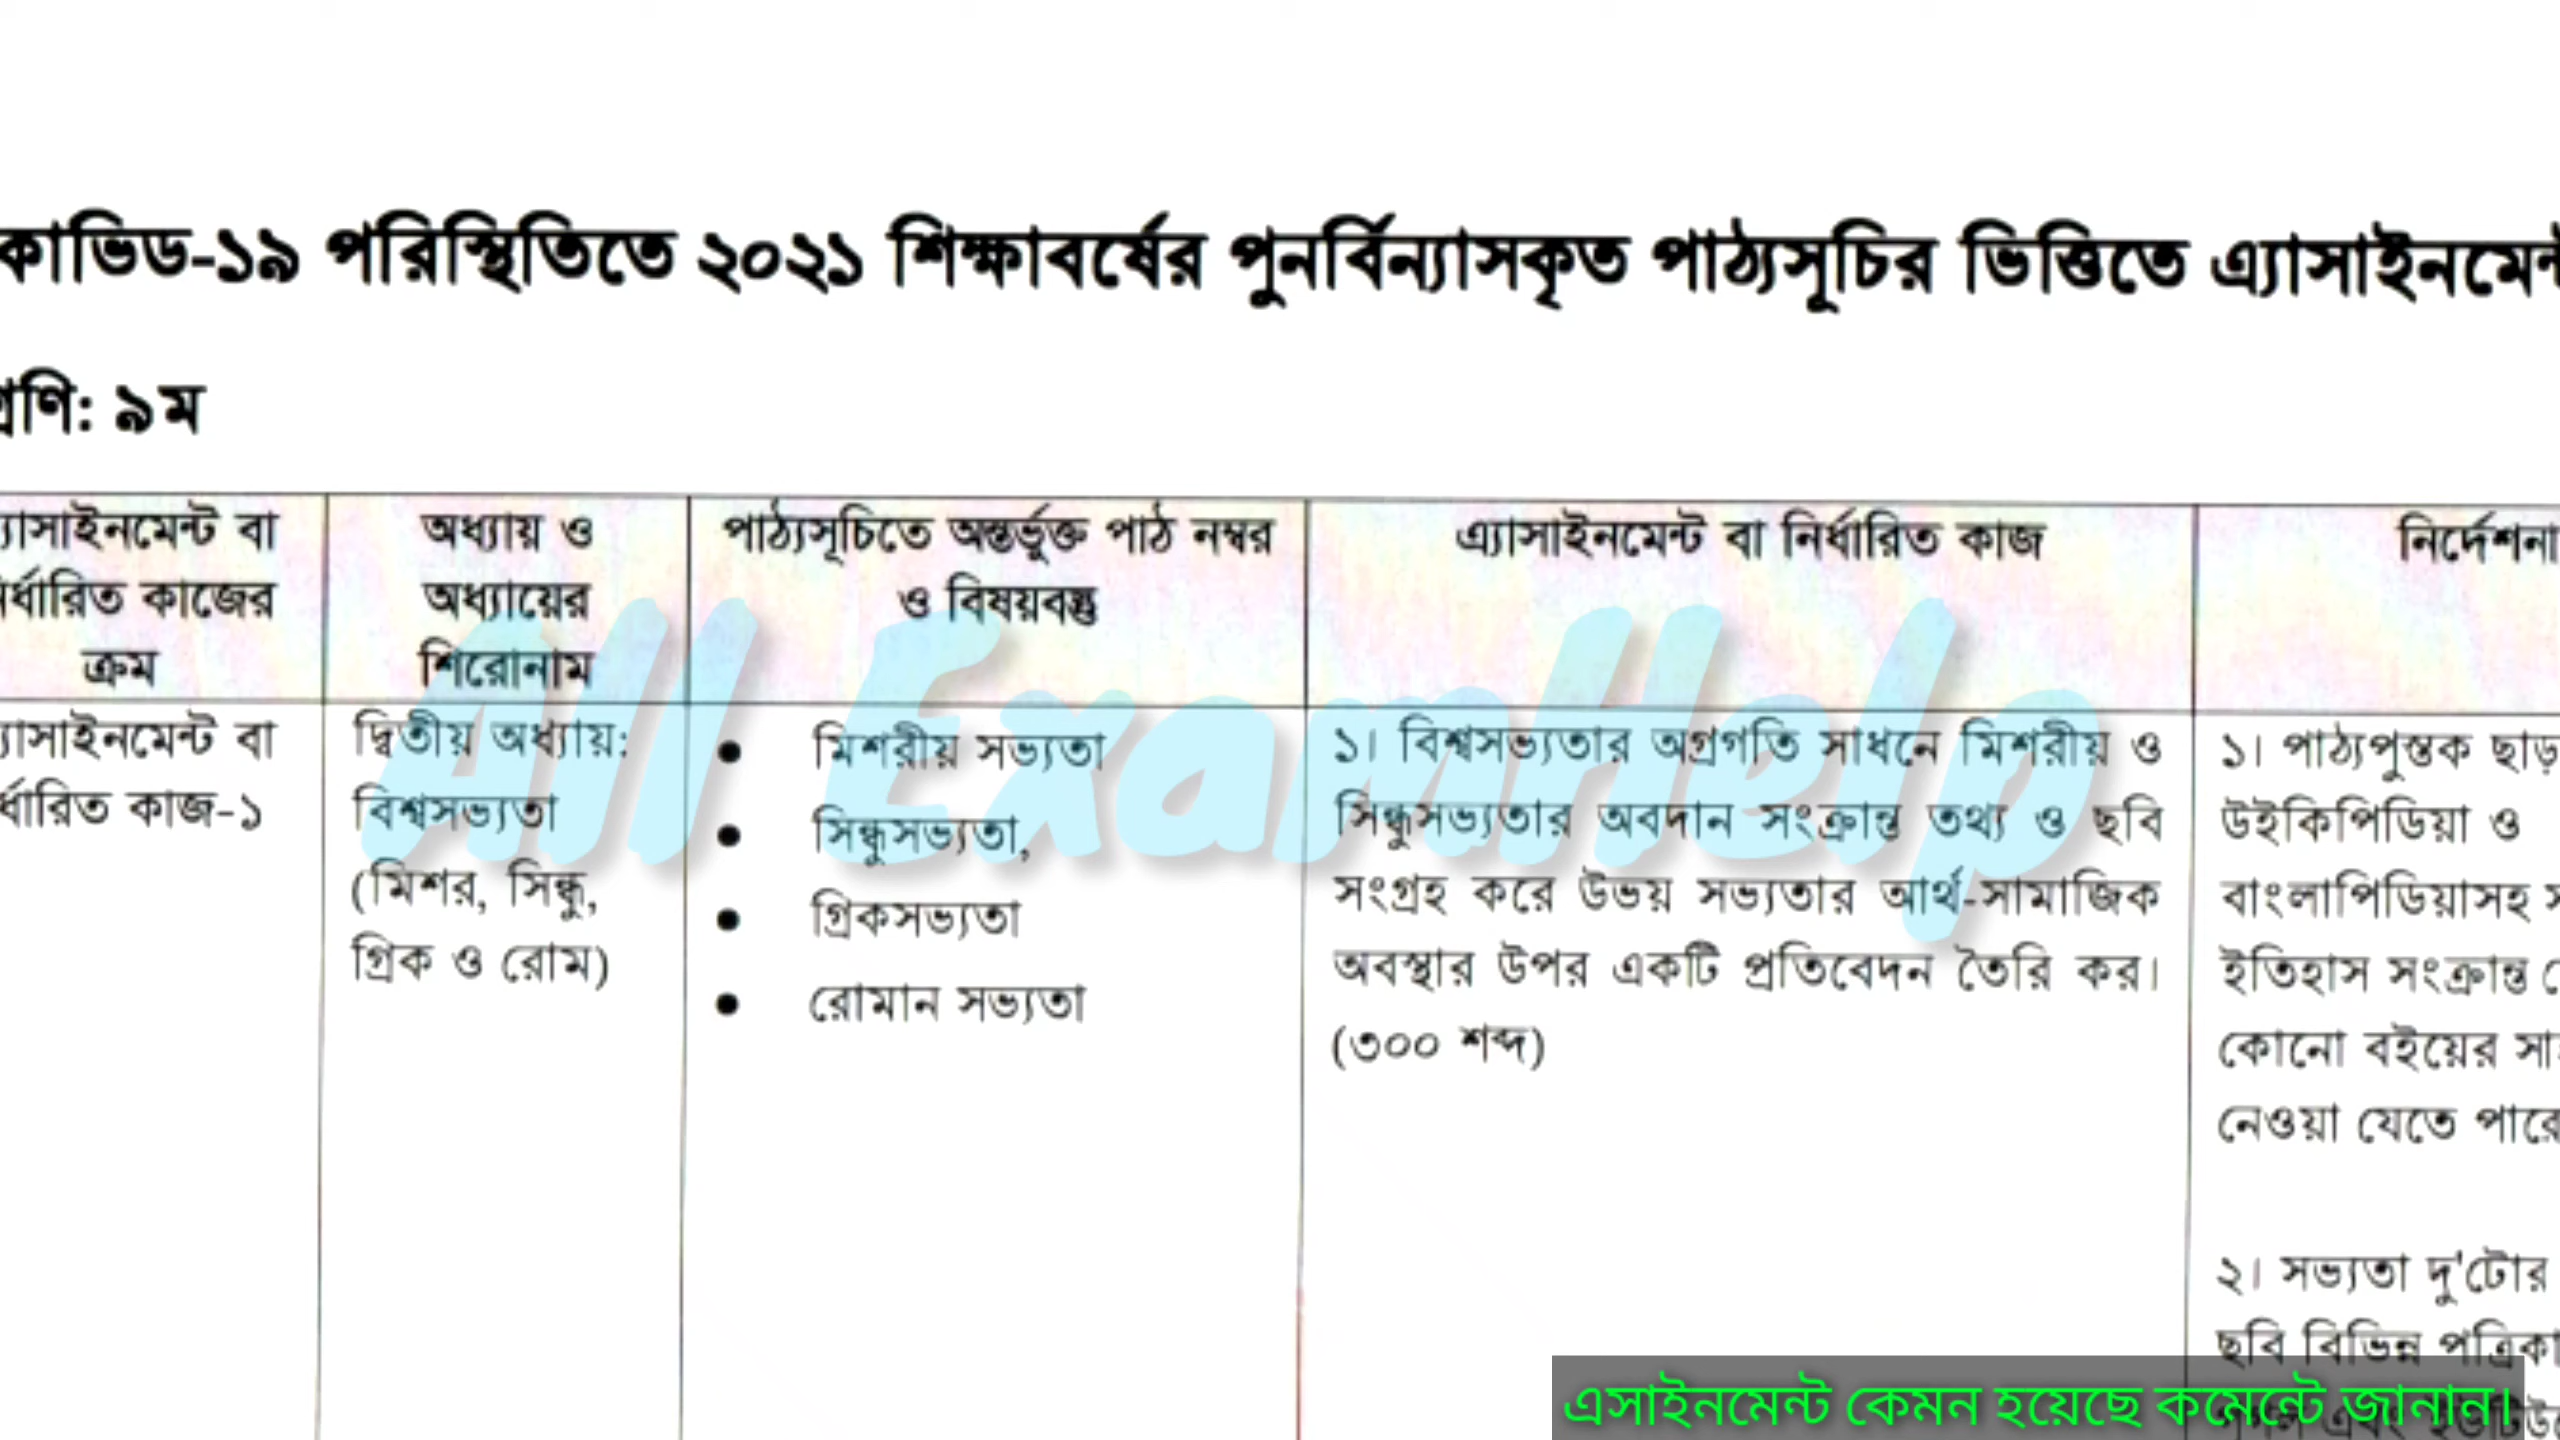 কোভিড-১৯ পরিস্থিতিতে ২০২১ শিক্ষাবর্ষের পুনর্বিন্যাসকৃত পাঠ্যসূচির ভিত্তিতে এ্যাসাইনমেন্ট
শ্রেণি: ৯ম
এ্যাসাইনমেন্ট বা
নির্ধারিত কাজের
ক্রম
অধ্যায় ও
অধ্যায়ের
শিরোনাম
পাঠ্যসূচিতে অন্তর্ভুক্ত পাঠ নম্বর
ও বিষয়বস্তু
এ্যাসাইনমেন্ট বা নির্ধারিত কাজ
নির্দেশনা
এ্যাসাইনমেন্ট বা
নির্ধারিত কাজ-১
দ্বিতীয় অধ্যায়:
বিশ্বসভ্যতা
(মিশর, সিন্ধু,
গ্রিক ও রোম)
● মিশরীয় সভ্যতা
● সিন্ধুসভ্যতা,
● গ্রিকসভ্যতা
● রোমান সভ্যতা
১। বিশ্বসভ্যতার অগ্রগতি সাধনে মিশরীয় ও
সিন্ধুসভ্যতার অবদান সংক্রান্ত তথ্য ও ছবি
সংগ্রহ করে উভয় সভ্যতার আর্থ-সামাজিক
অবস্থার উপর একটি প্রতিবেদন তৈরি কর।
(৩০০ শব্দ)
১। পাঠ্যপুস্তক ছাড়
উইকিপিডিয়া ও
বাংলাপিডিয়াসহ
ইতিহাস সংক্রান্ত
কোনো বইয়ের
নেওয়া যেতে পারে
২। সভ্যতা দু'টোর
ছবি বিভিন্ন পত্রিকা
All ExamHelp
এসাইনমেন্ট কেমন হয়েছে কমেন্টে জানান।